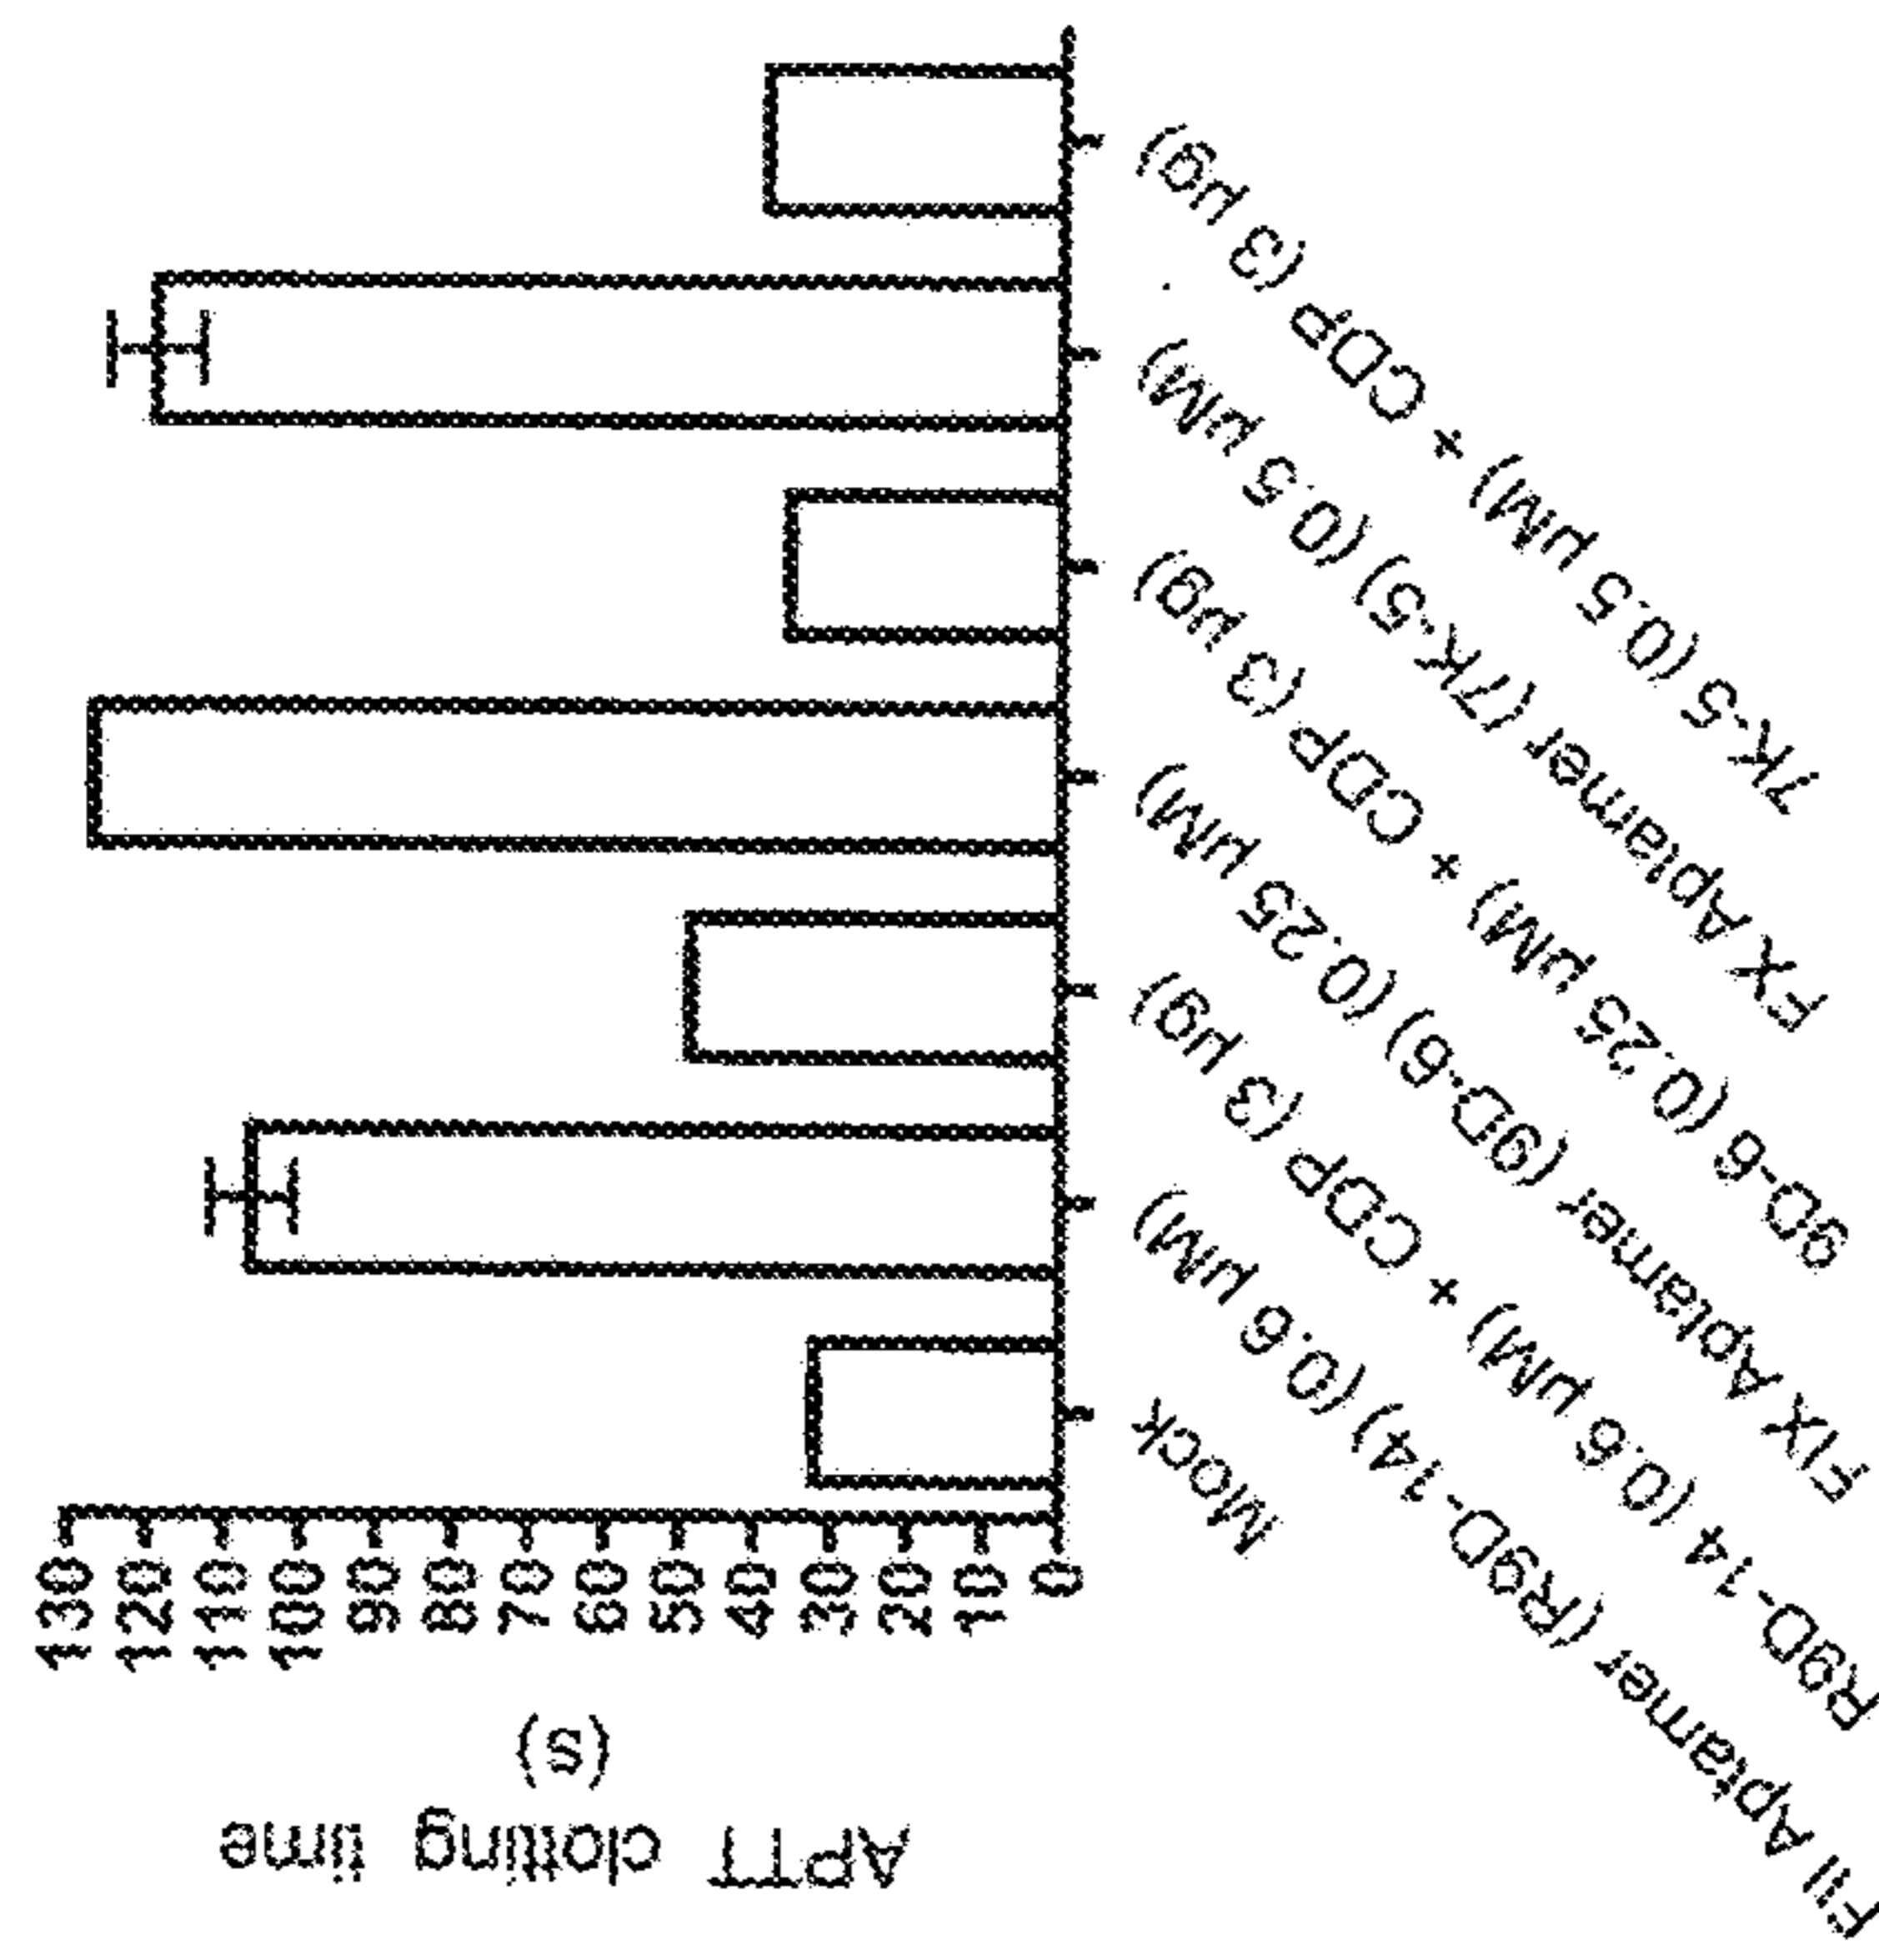 APTT clotting time
(s)
130
120
110
100
90
80
70
60
50
40
30
20
10
0
Mock
FII Aptamer (R9D-14) (0.6 µM)
R9D-14 (0.6 µM) + CDP (3 µg)
FIX Aptamer (9D-6) (0.25 µM)
9D-6 (0.25 µM) + CDP (3 µg)
FX Aptamer (7K-5) (0.5 µM)
7K-5 (0.5 µM) + CDP (3 µg)